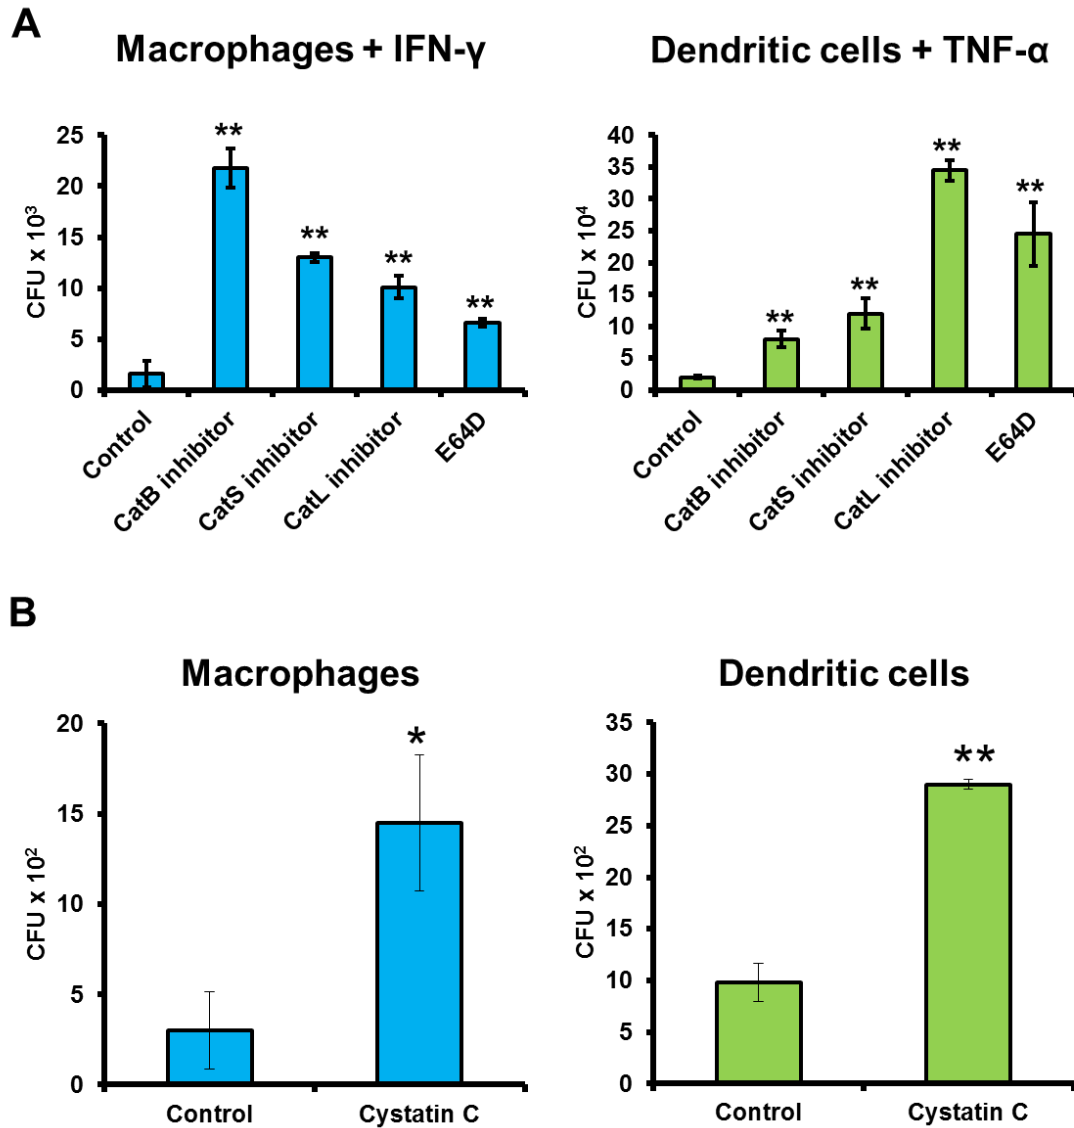 A
Macrophages + IFN-γ
CFU x 10³
25
20
15
10
5
0
**
**
**
**
Control
CatB inhibitor
CatS inhibitor
CatL inhibitor
E64D
Dendritic cells + TNF-α
CFU x 10⁴
40
35
30
25
20
15
10
5
0
**
**
**
**
Control
CatB inhibitor
CatS inhibitor
CatL inhibitor
E64D
B
Macrophages
CFU x 10²
20
15
10
5
0
*
Control
Cystatin C
Dendritic cells
CFU x 10²
35
30
25
20
15
10
5
0
**
Control
Cystatin C